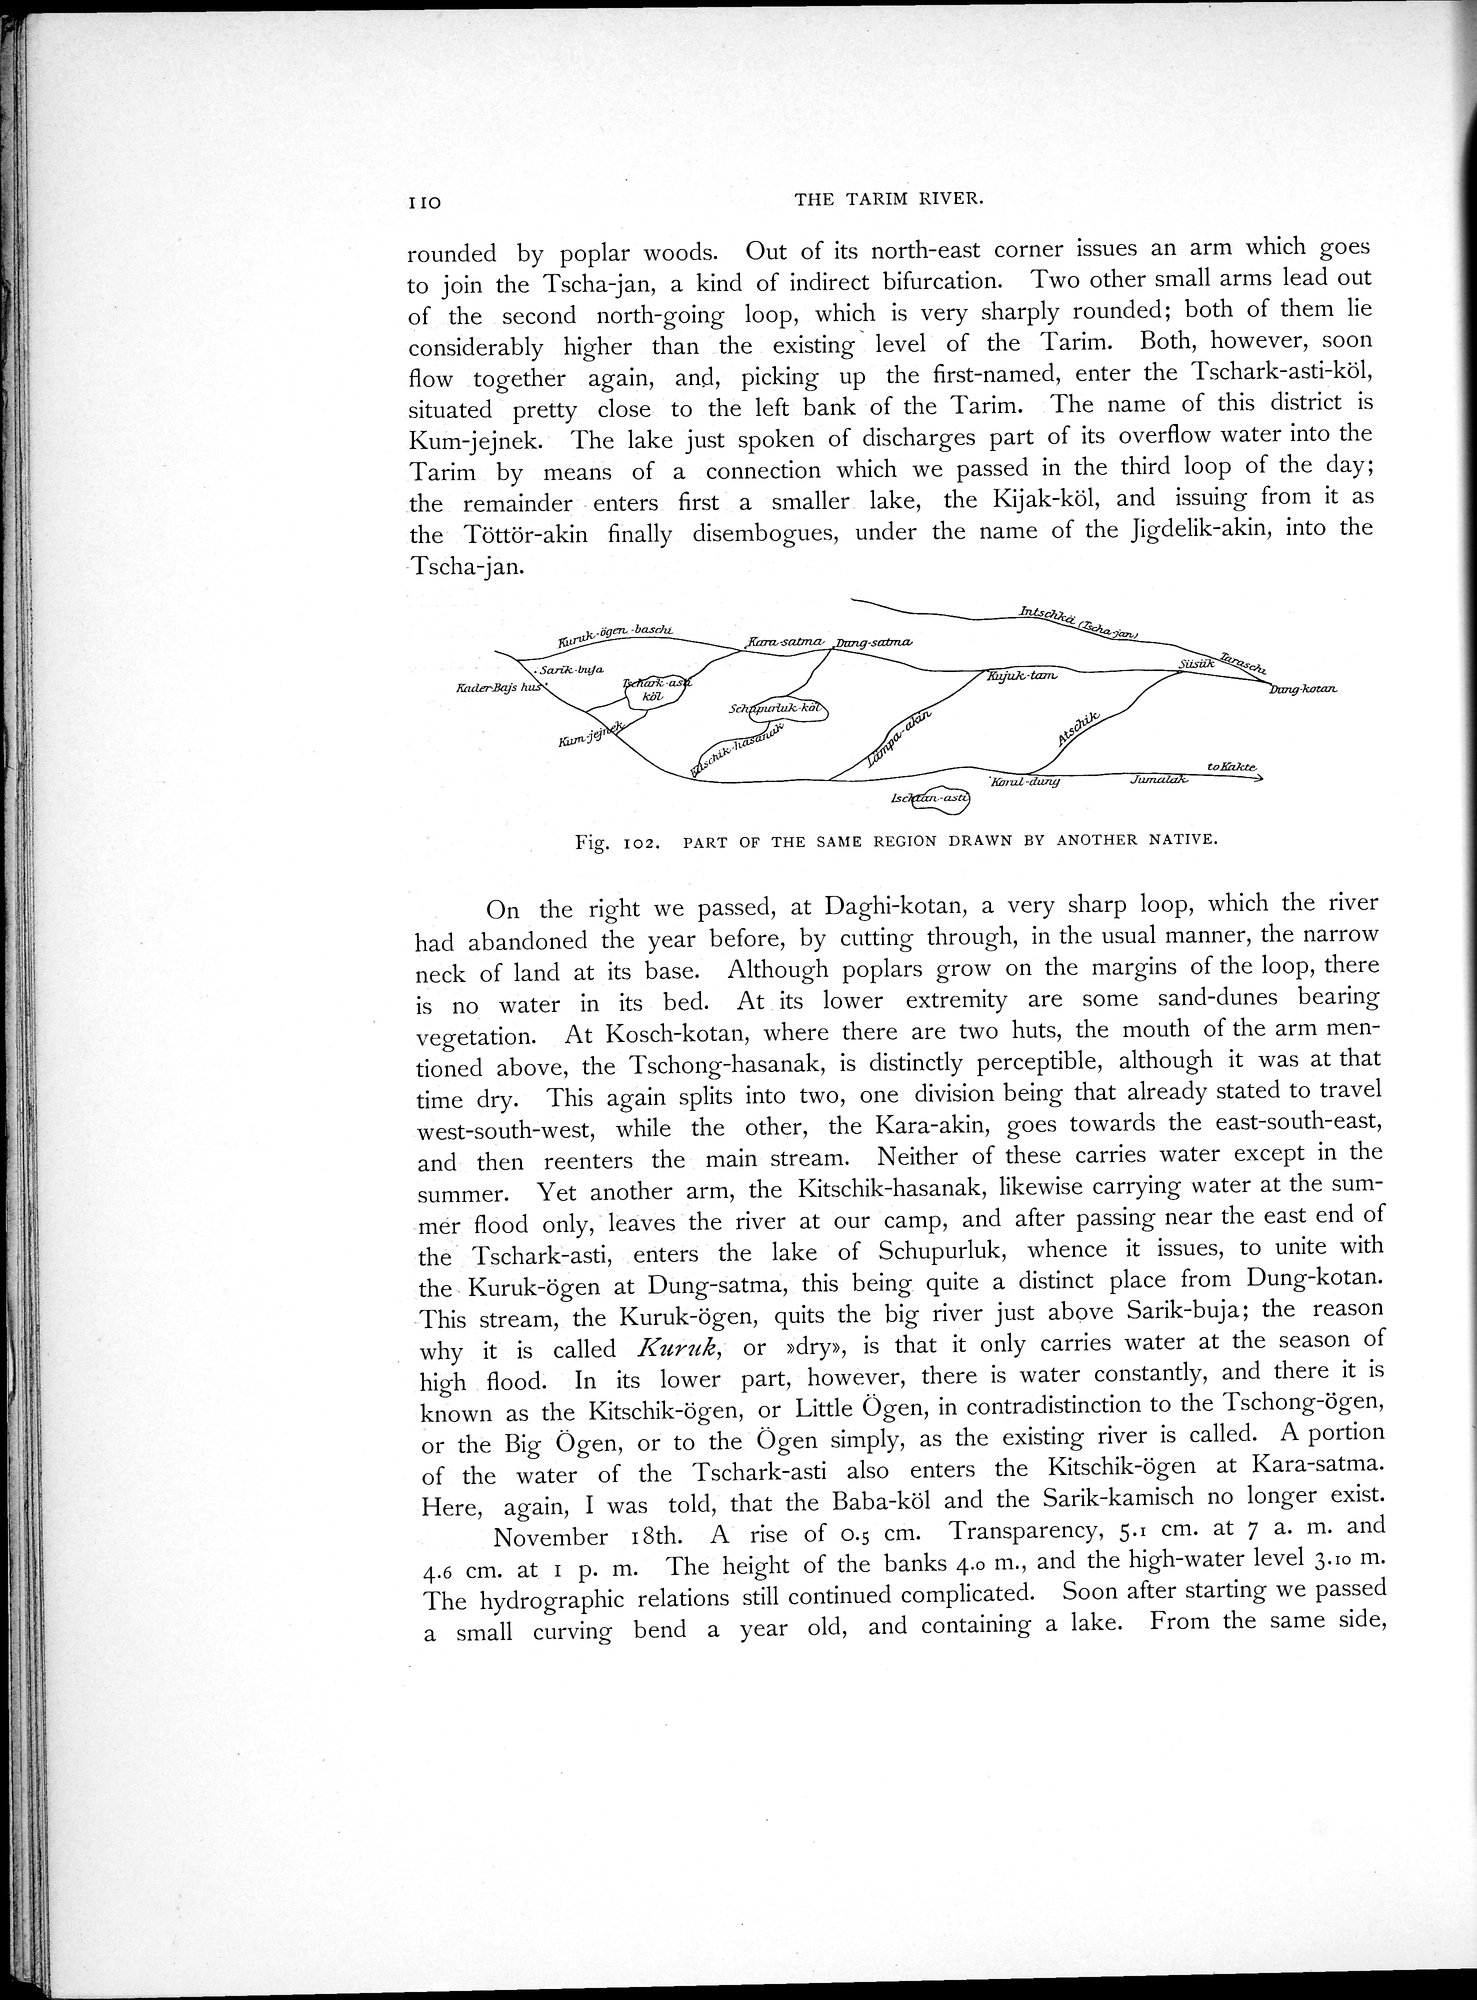 110
THE TARIM RIVER.
rounded by poplar woods. Out of its north-east corner issues an arm which goes
to join the Tscha-jan, a kind of indirect bifurcation. Two other small arms lead out
of the second north-going loop, which is very sharply rounded; both of them lie
considerably higher than the existing level of the Tarim. Both, however, soon
flow together again, and, picking up the first-named, enter the Tschark-asti-köl,
situated pretty close to the left bank of the Tarim. The name of this district is
Kum-jejnek. The lake just spoken of discharges part of its overflow water into the
Tarim by means of a connection which we passed in the third loop of the day;
the remainder enters first a smaller lake, the Kijak-köl, and issuing from it as
the Töttör-akin finally disembogues, under the name of the Jigdelik-akin, into the
Tscha-jan.
Intschkä (Tscha-jan)
Kuruk-ögen-baschi
Kara-satma
Dung-satma
Sarik-buja
Süsük
Taraschi
Kader Bajs hus
Tschark-asti
köl
Kujuk-tam
Dung-kotan
Schupurluk-köl
Kum-jejnek
Kitschik-hasanak
Lampa-akin
Atschik
to Kakte
Korul-dung
Jumalak
Ischtan-asti
Fig. 102. PART OF THE SAME REGION DRAWN BY ANOTHER NATIVE.
On the right we passed, at Daghi-kotan, a very sharp loop, which the river
had abandoned the year before, by cutting through, in the usual manner, the narrow
neck of land at its base. Although poplars grow on the margins of the loop, there
is no water in its bed. At its lower extremity are some sand-dunes bearing
vegetation. At Kosch-kotan, where there are two huts, the mouth of the arm men-
tioned above, the Tschong-hasanak, is distinctly perceptible, although it was at that
time dry. This again splits into two, one division being that already stated to travel
west-south-west, while the other, the Kara-akin, goes towards the east-south-east,
and then reenters the main stream. Neither of these carries water except in the
summer. Yet another arm, the Kitschik-hasanak, likewise carrying water at the sum-
mer flood only, leaves the river at our camp, and after passing near the east end of
the Tschark-asti, enters the lake of Schupurluk, whence it issues, to unite with
the Kuruk-ögen at Dung-satma, this being quite a distinct place from Dung-kotan.
This stream, the Kuruk-ögen, quits the big river just above Sarik-buja; the reason
why it is called Kuruk, or »dry», is that it only carries water at the season of
high flood. In its lower part, however, there is water constantly, and there it is
known as the Kitschik-ögen, or Little Ögen, in contradistinction to the Tschong-ögen,
or the Big Ögen, or to the Ögen simply, as the existing river is called. A portion
of the water of the Tschark-asti also enters the Kitschik-ögen at Kara-satma.
Here, again, I was told, that the Baba-köl and the Sarik-kamisch no longer exist.
November 18th. A rise of 0.5 cm. Transparency, 5.1 cm. at 7 a. m. and
4.6 cm. at 1 p. m. The height of the banks 4.0 m., and the high-water level 3.10 m.
The hydrographic relations still continued complicated. Soon after starting we passed
a small curving bend a year old, and containing a lake. From the same side,